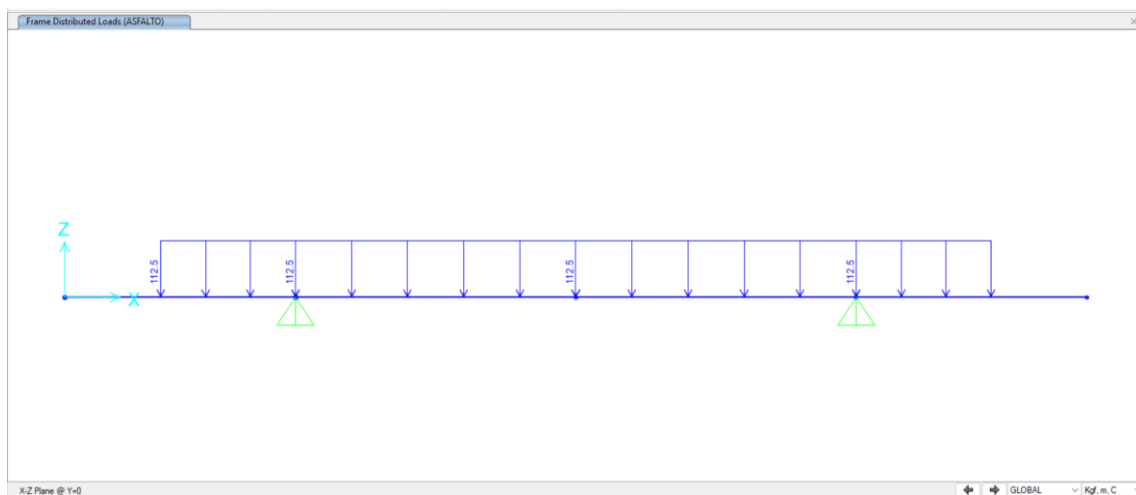 Frame Distributed Loads (ASFALTO)
Z
X
112.5
112.5
112.5
112.5
X-Z Plane @ Y=0
GLOBAL
Kgf, m, C